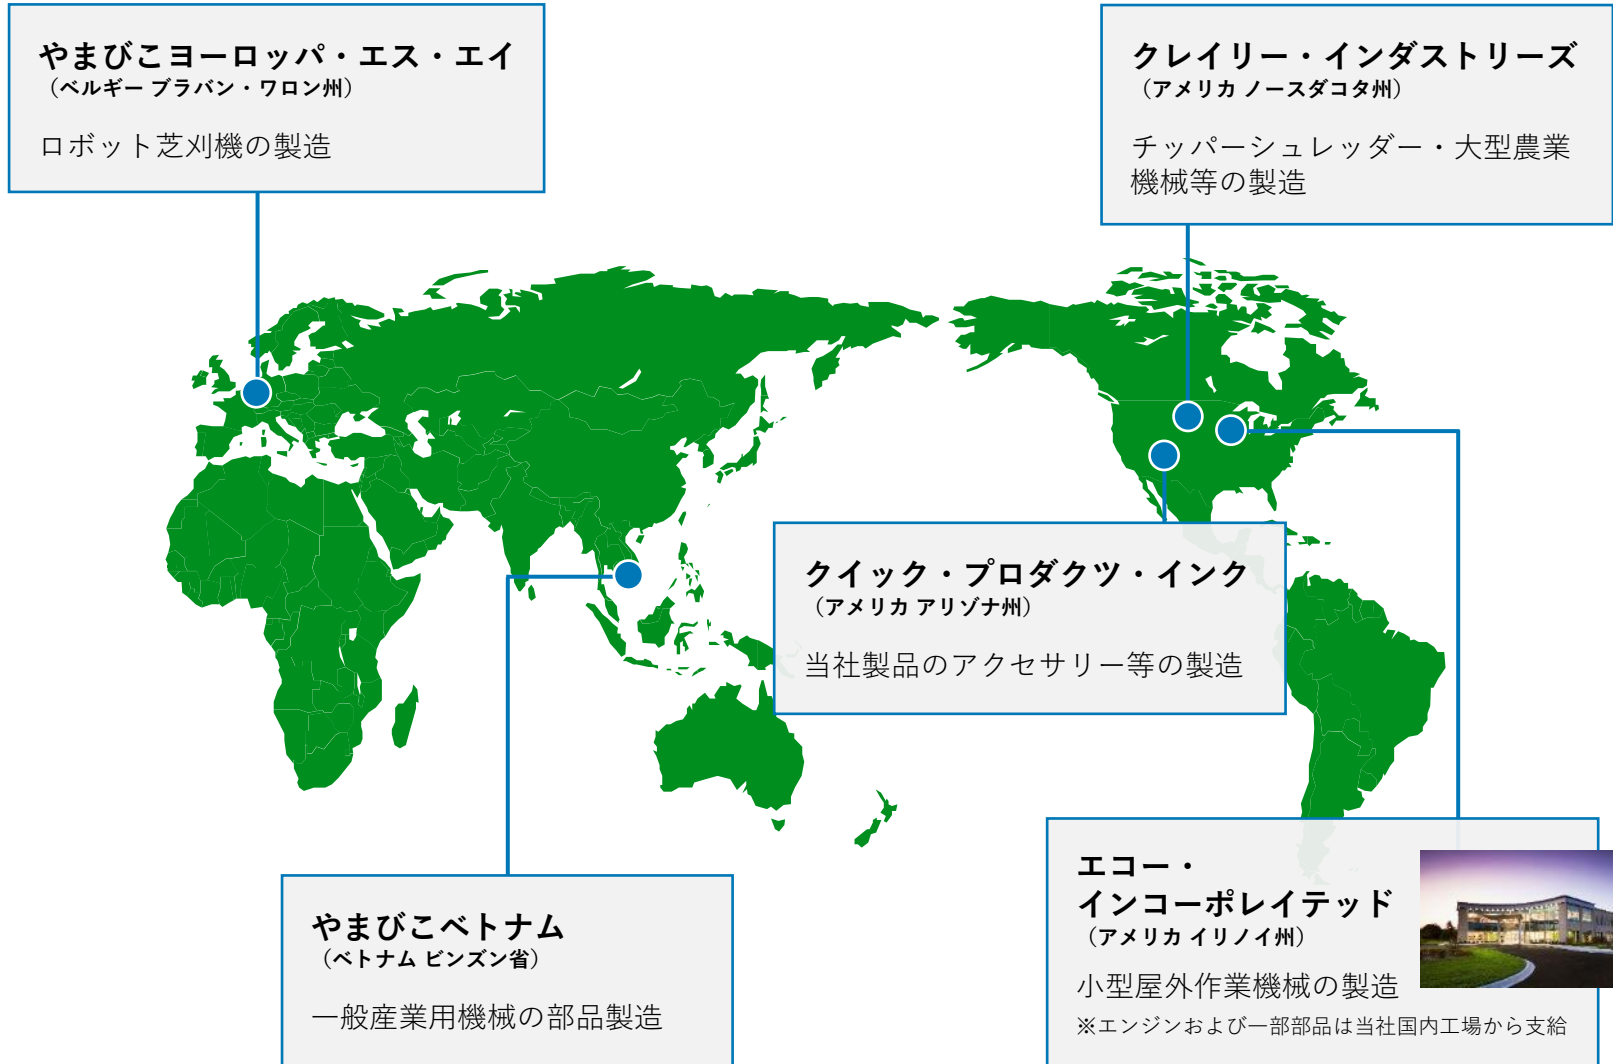 やまびこヨーロッパ・エス・エイ
（ベルギー ブラバン・ワロン州）
ロボット芝刈機の製造
クレイリー・インダストリーズ
（アメリカ ノースダコタ州）
チッパーシュレッダー・大型農業
機械等の製造
クイック・プロダクツ・インク
（アメリカ アリゾナ州）
当社製品のアクセサリー等の製造
やまびこベトナム
（ベトナム ビンズン省）
一般産業用機械の部品製造
エコー・
インコーポレイテッド
（アメリカ イリノイ州）
小型屋外作業機械の製造
※エンジンおよび一部部品は当社国内工場から支給